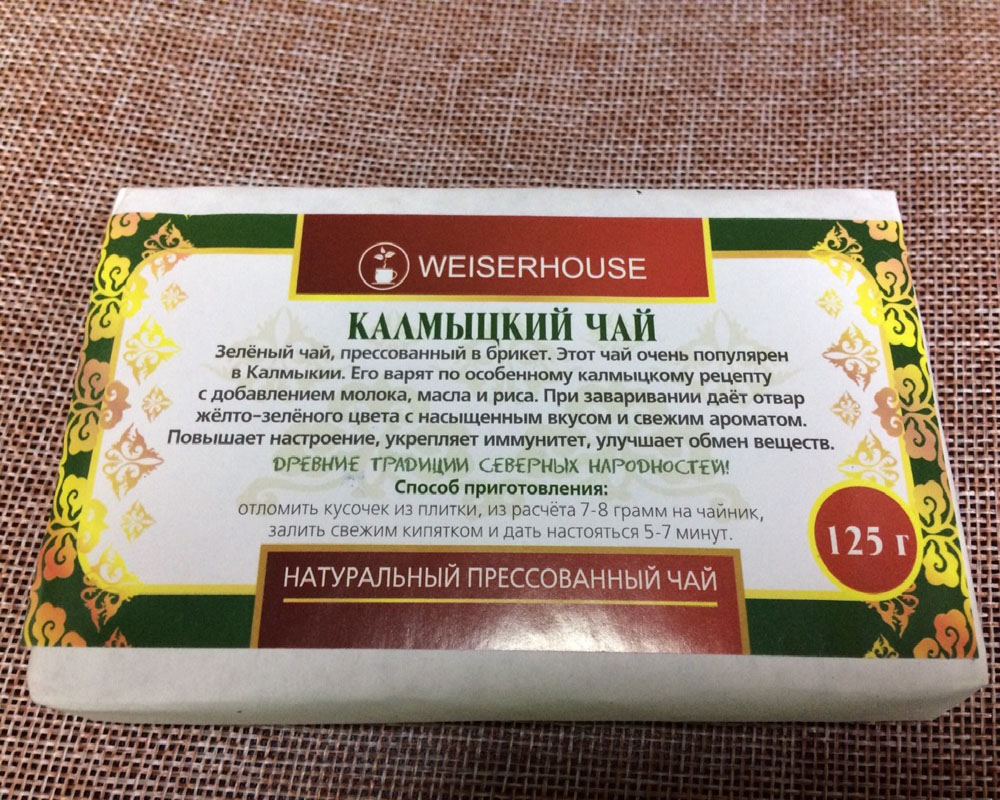 WEISERHOUSE
КАЛМЫЦКИЙ ЧАЙ
Зелёный чай, прессованный в брикет. Этот чай очень популярен
в Калмыкии. Его варят по особенному калмыцкому рецепту
с добавлением молока, масла и риса. При заваривании даёт отвар
жёлто-зелёного цвета с насыщенным вкусом и свежим ароматом.
Повышает настроение, укрепляет иммунитет, улучшает обмен веществ.
ДРЕВНИЕ ТРАДИЦИИ СЕВЕРНЫХ НАРОДНОСТЕЙ!
Способ приготовления:
отломить кусочек из плитки, из расчёта 7-8 грамм на чайник,
залить свежим кипятком и дать настояться 5-7 минут.
125 г
НАТУРАЛЬНЫЙ ПРЕССОВАННЫЙ ЧАЙ